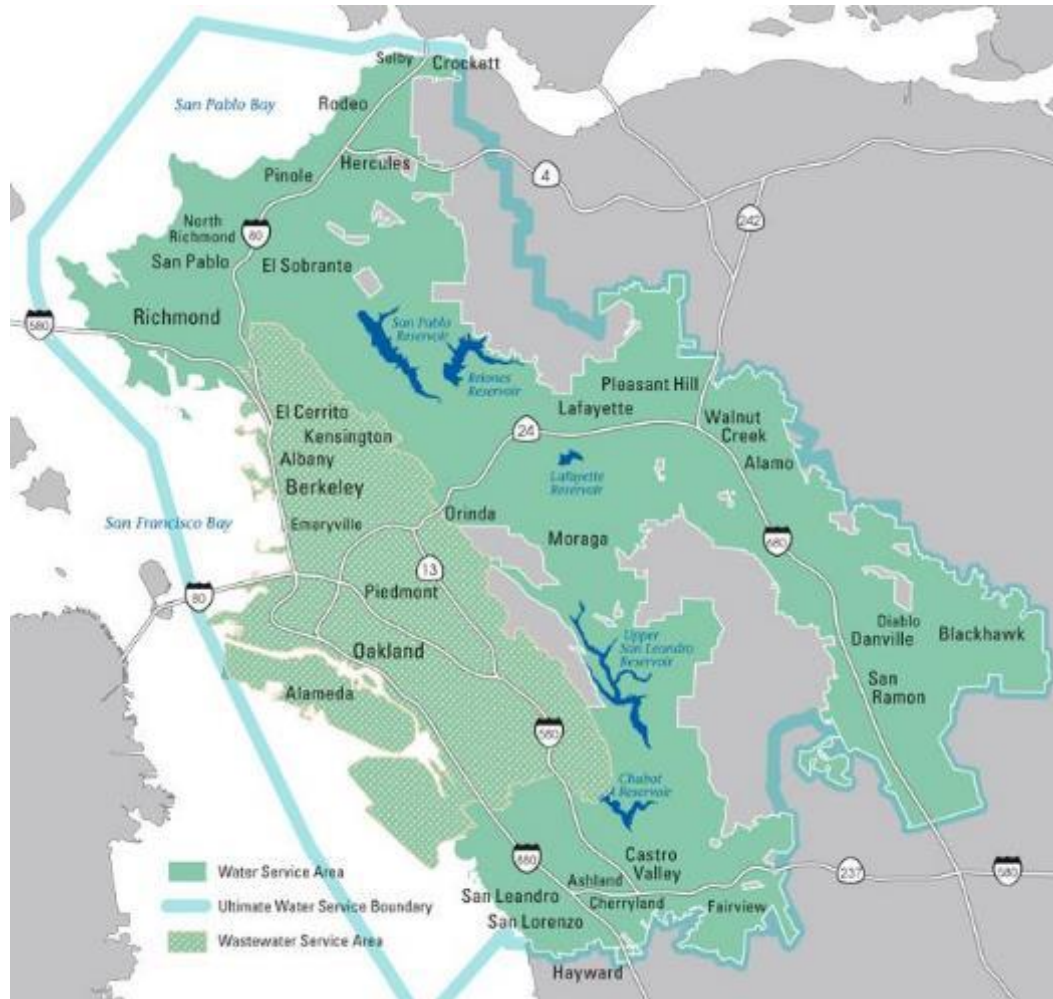 Selby
Crockett
San Pablo Bay
Rodeo
Hercules
4
Pinole
North
Richmond
80
242
San Pablo
El Sobrante
Richmond
580
San Pablo
Reservoir
Briones
Reservoir
Pleasant Hill
Lafayette
El Cerrito
Kensington
24
Walnut
Creek
Albany
Alamo
Berkeley
Lafayette
Reservoir
San Francisco Bay
Emeryville
Orinda
Moraga
680
13
80
Piedmont
Diablo
Danville
Blackhawk
Oakland
Upper
San Leandro
Reservoir
Alameda
San
Ramon
580
Chabot
Reservoir
880
Castro
Valley
Water Service Area
Ashland
237
580
San Leandro
Cherryland
Fairview
Ultimate Water Service Boundary
San Lorenzo
Wastewater Service Area
Hayward